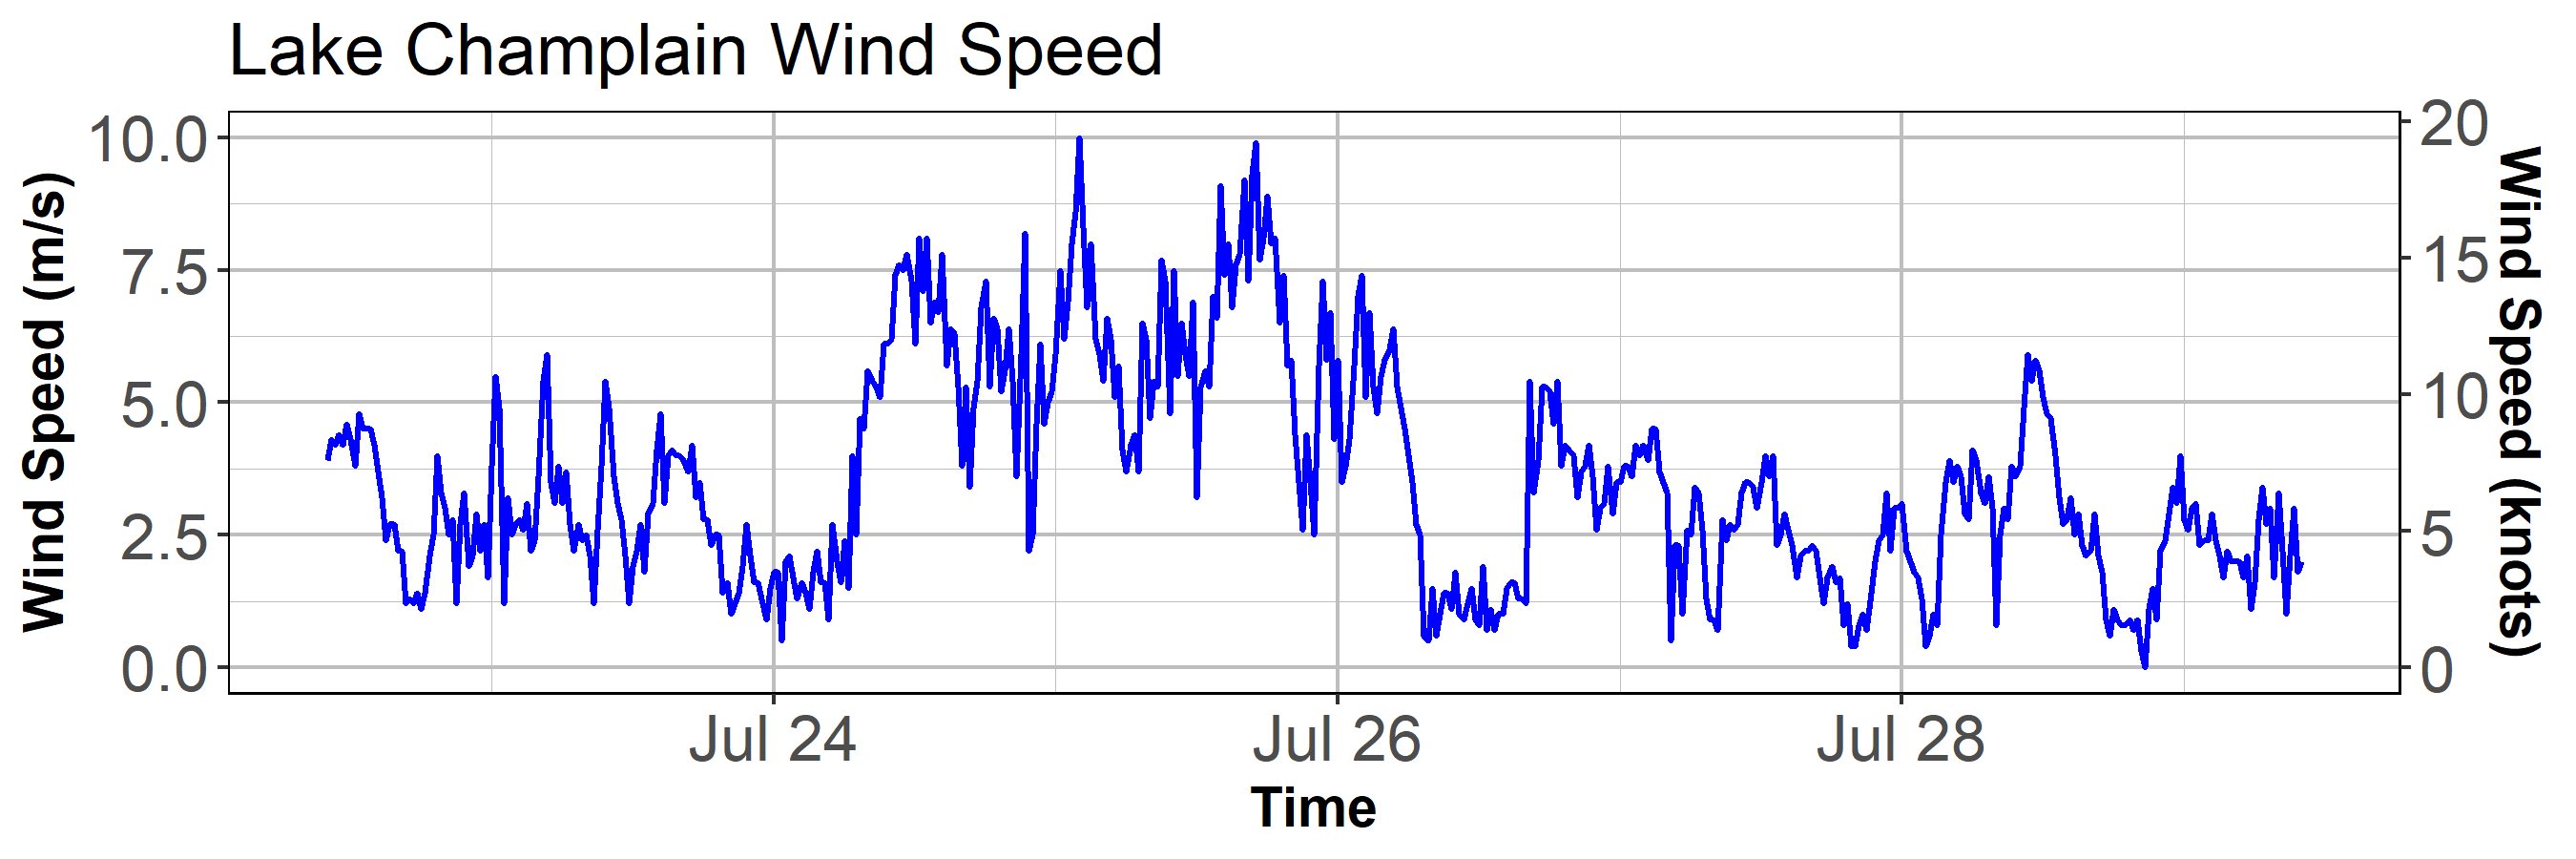 Lake Champlain Wind Speed
Wind Speed (m/s)
10.0
7.5
5.0
2.5
0.0
20
15
10
5
0
Wind Speed (knots)
Jul 24
Jul 26
Jul 28
Time